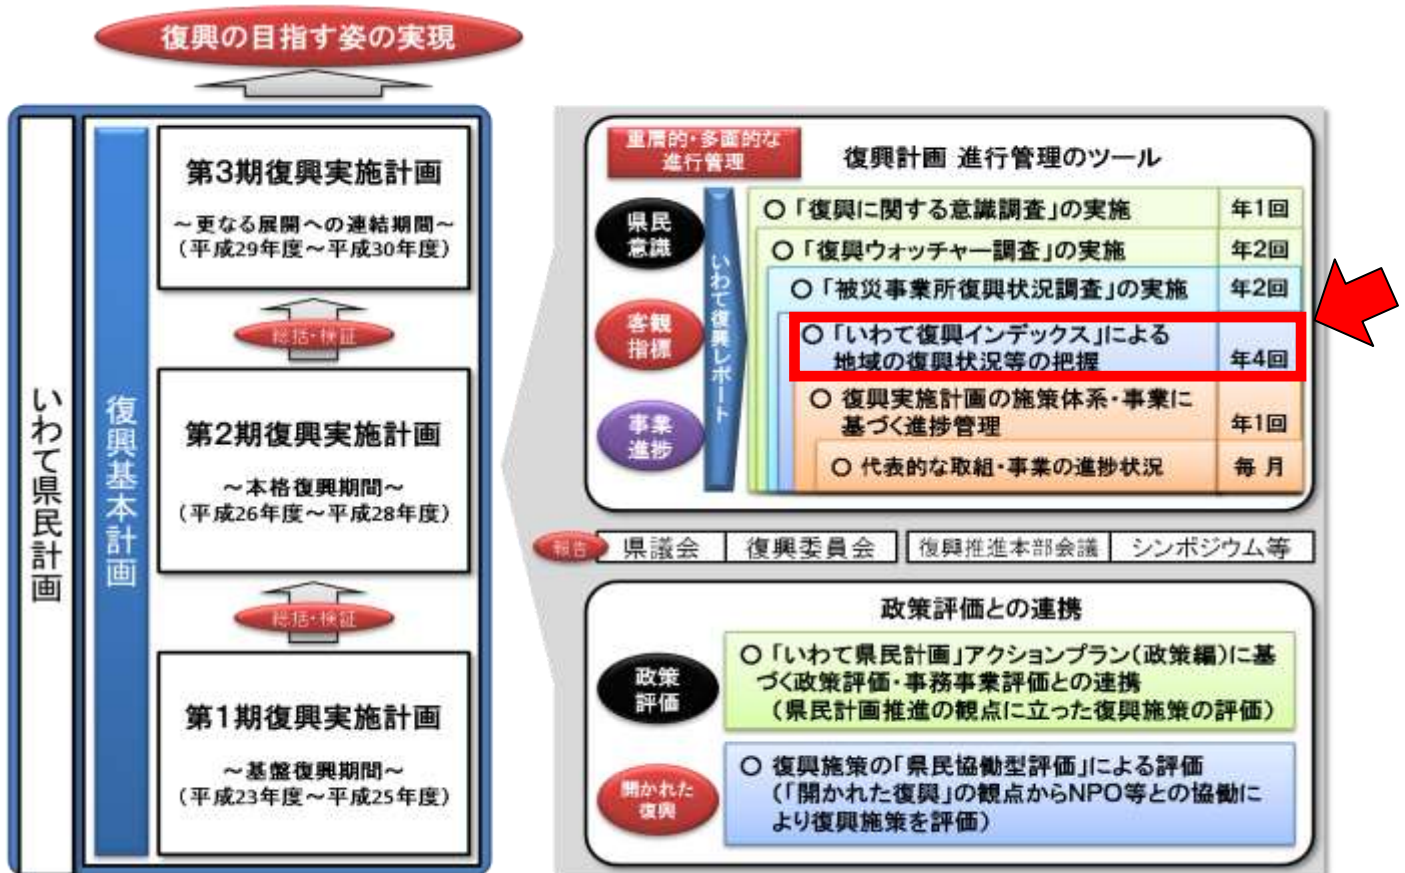 復興の目指す姿の実現
いわて県民計画
復興基本計画
第3期復興実施計画
～更なる展開への連結期間～
（平成29年度～平成30年度）
総括・検証
第2期復興実施計画
～本格復興期間～
（平成26年度～平成28年度）
総括・検証
第1期復興実施計画
～基盤復興期間～
（平成23年度～平成25年度）
重層的・多面的な
進行管理
復興計画 進行管理のツール
県民
意識
客観
指標
事業
進捗
いわて復興レポート
○「復興に関する意識調査」の実施 年1回
○「復興ウォッチャー調査」の実施 年2回
○「被災事業所復興状況調査」の実施 年2回
○「いわて復興インデックス」による
地域の復興状況等の把握 年4回
○ 復興実施計画の施策体系・事業に
基づく進捗管理 年1回
○ 代表的な取組・事業の進捗状況 毎 月
報告 県議会 復興委員会 復興推進本部会議 シンポジウム等
政策評価との連携
政策
評価
○「いわて県民計画」アクションプラン（政策編）に基
づく政策評価・事務事業評価との連携
（県民計画推進の観点に立った復興施策の評価）
開かれた
復興
○ 復興施策の「県民協働型評価」による評価
（「開かれた復興」の観点からNPO等との協働に
より復興施策を評価）